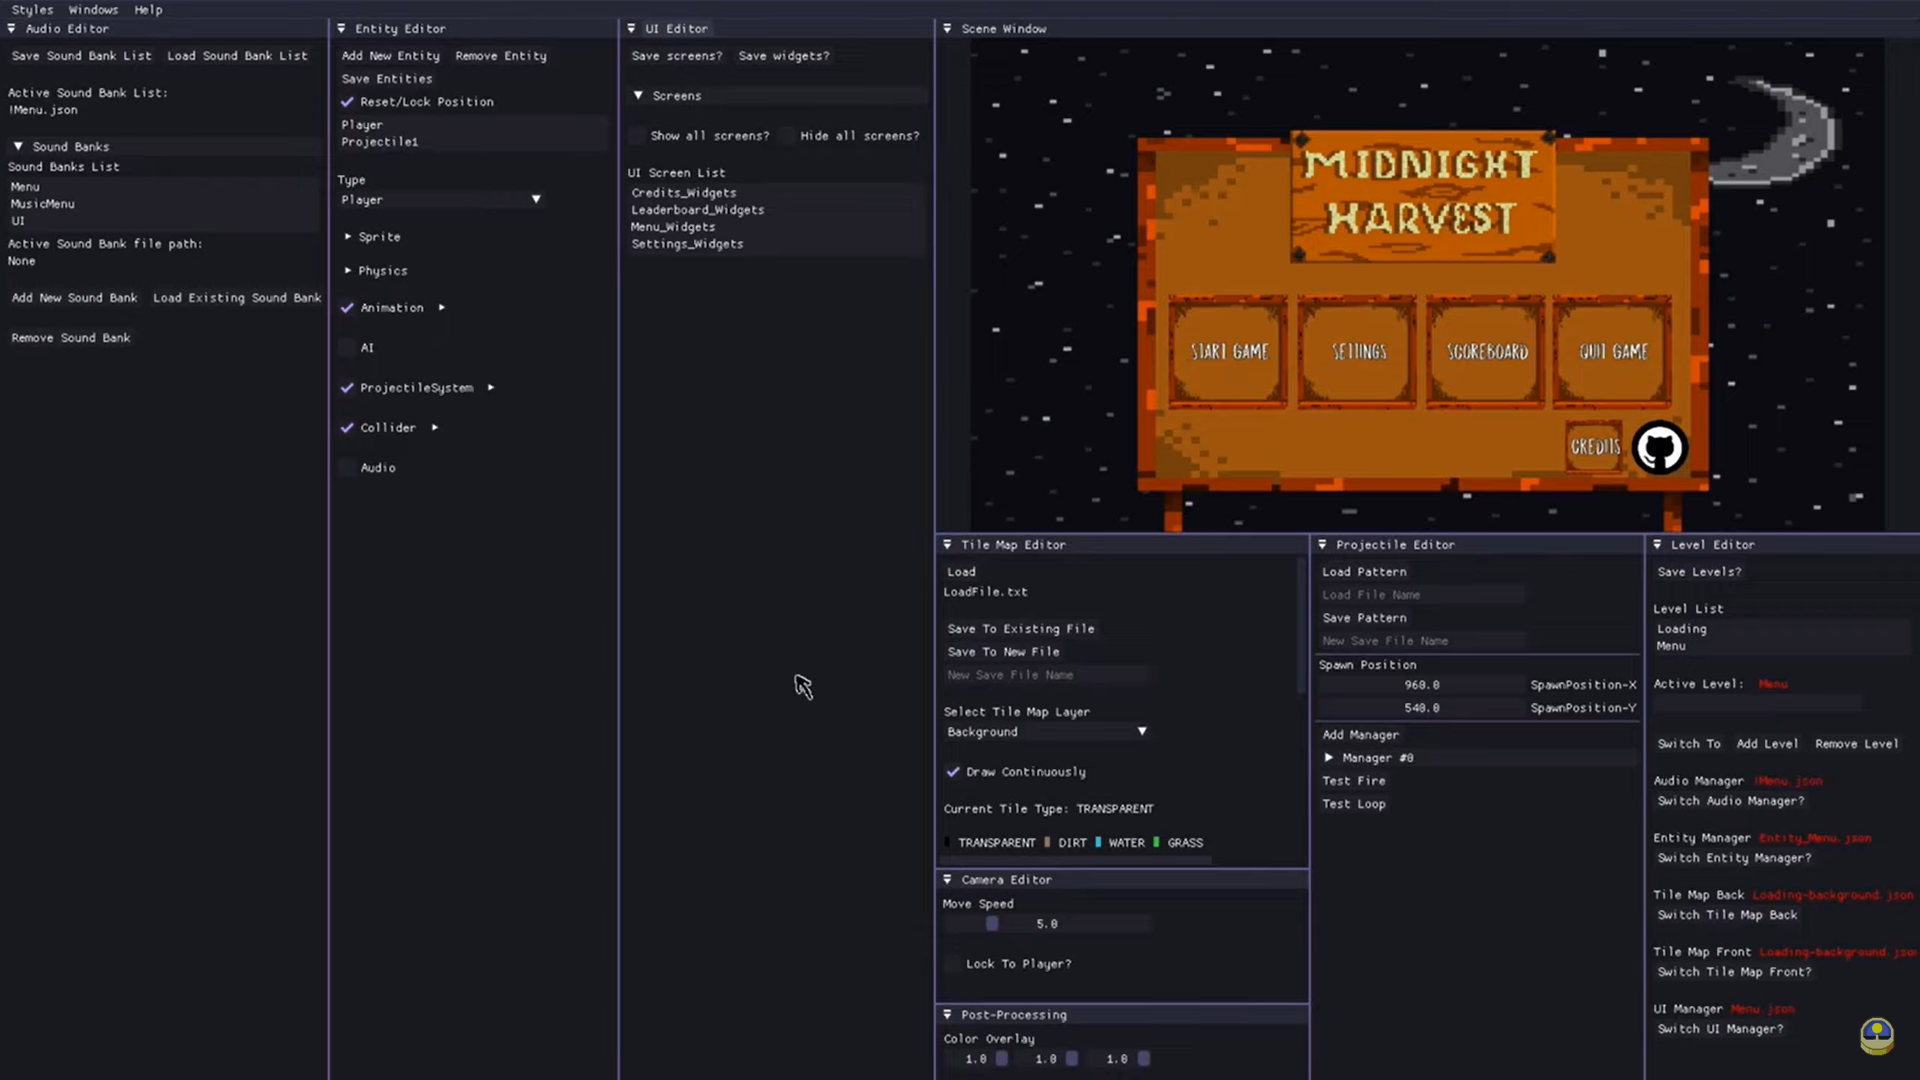 Styles Windows Help
Audio Editor
Save Sound Bank List Load Sound Bank List
Active Sound Bank List:
!Menu.json
Sound Banks
Sound Banks List
Menu
MusicMenu
UI
Active Sound Bank file path:
None
Add New Sound Bank Load Existing Sound Bank
Remove Sound Bank
Entity Editor
Add New Entity Remove Entity
Save Entities
Reset/Lock Position
Player
Projectile1
Type
Player
Sprite
Physics
Animation
AI
ProjectileSystem
Collider
Audio
UI Editor
Save screens? Save widgets?
Screens
Show all screens? Hide all screens?
UI Screen List
Credits_Widgets
Leaderboard_Widgets
Menu_Widgets
Settings_Widgets
Scene Window
MIDNIGHT
HARVEST
START GAME SETTINGS SCOREBOARD QUIT GAME
CREDITS
Tile Map Editor
Load
LoadFile.txt
Save To Existing File
Save To New File
New Save File Name
Select Tile Map Layer
Background
Draw Continuously
Current Tile Type: TRANSPARENT
TRANSPARENT DIRT WATER GRASS
Camera Editor
Move Speed
5.0
Lock To Player?
Post-Processing
Color Overlay
1.0 1.0 1.0
Projectile Editor
Load Pattern
Load File Name
Save Pattern
New Save File Name
Spawn Position
960.0 SpawnPosition-X
540.0 SpawnPosition-Y
Add Manager
Manager #0
Test Fire
Test Loop
Level Editor
Save Levels?
Level List
Loading
Menu
Active Level: Menu
Switch To Add Level Remove Level
Audio Manager !Menu.json
Switch Audio Manager?
Entity Manager Entity_Menu.json
Switch Entity Manager?
Tile Map Back Loading-background.json
Switch Tile Map Back
Tile Map Front Loading-background.jso
Switch Tile Map Front?
UI Manager Menu.json
Switch UI Manager?